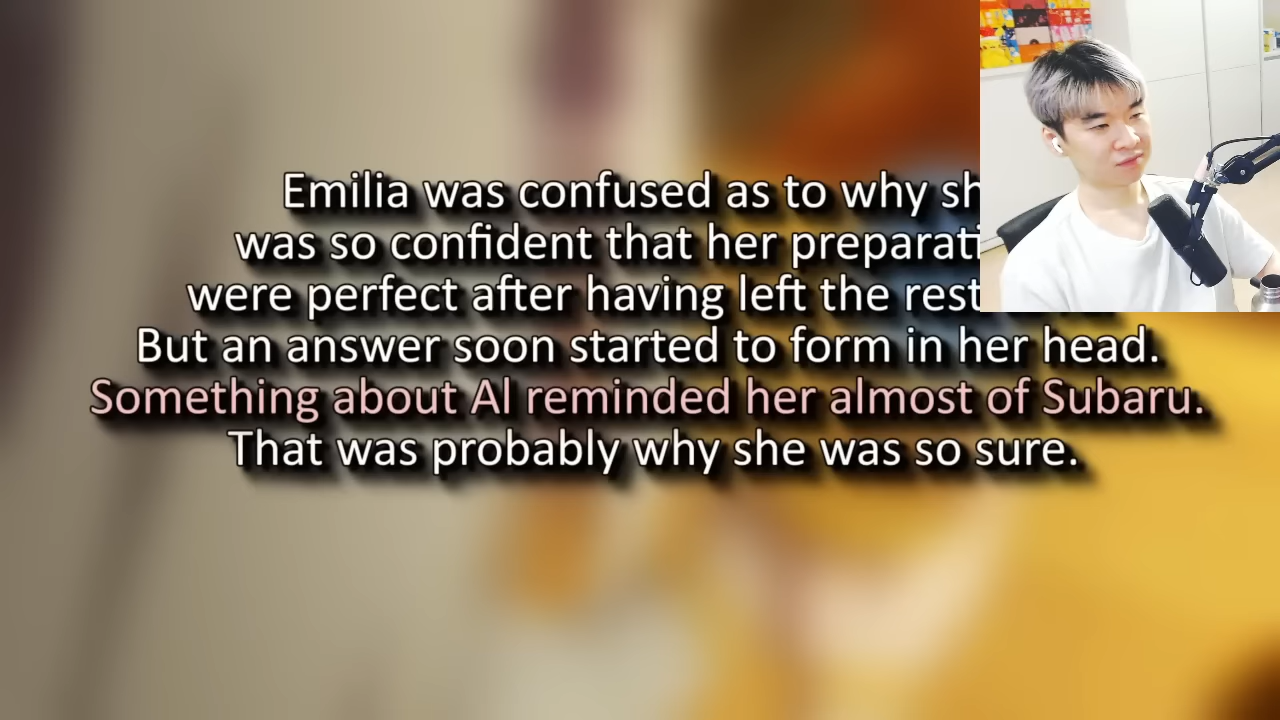 Emilia was confused as to why sh
was so confident that her preparati
were perfect after having left the rest
But an answer soon started to form in her head.
Something about Al reminded her almost of Subaru.
That was probably why she was so sure.